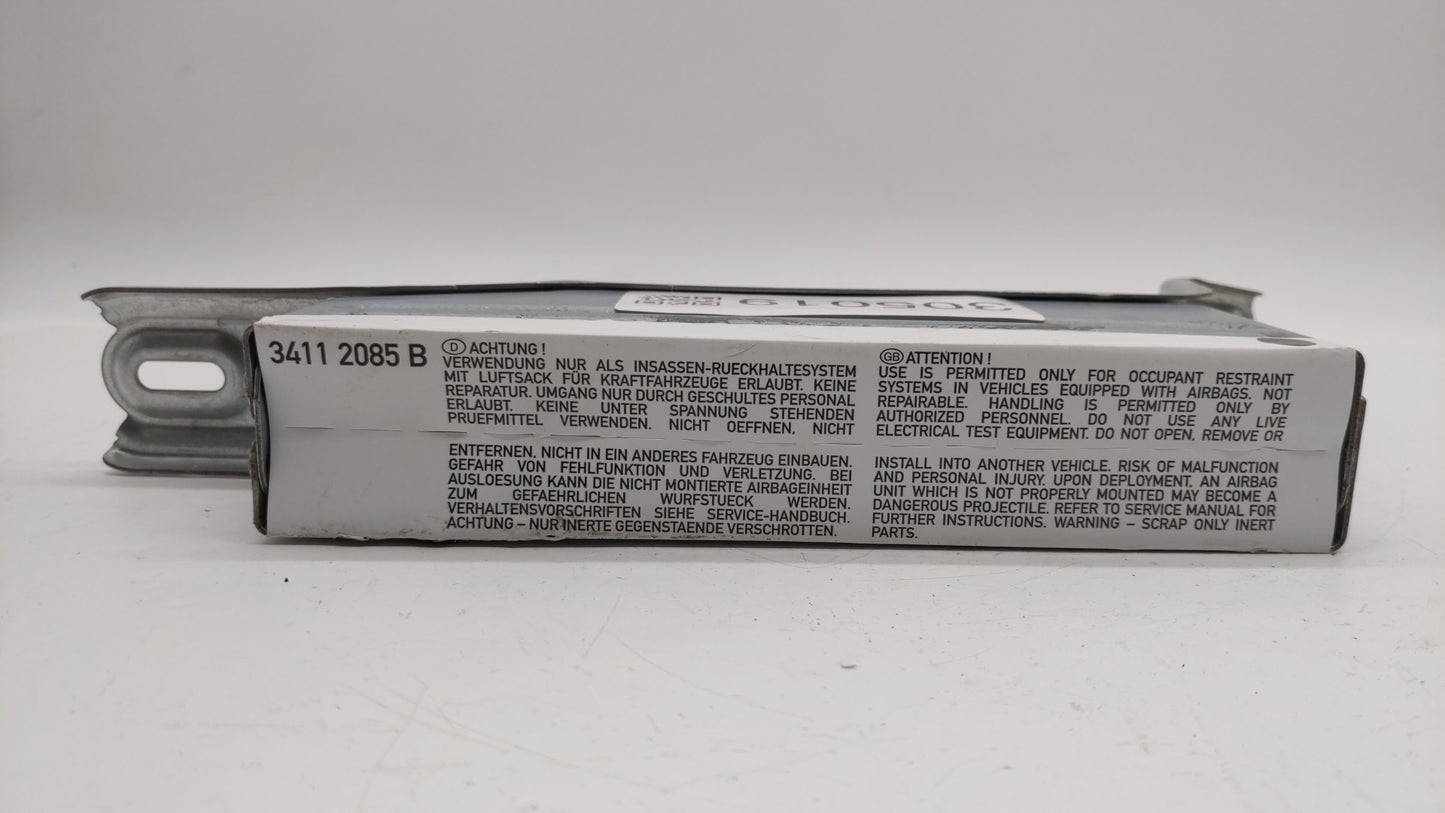 305019
3411 2085 B
D ACHTUNG !
VERWENDUNG NUR ALS INSASSEN-RUECKHALTESYSTEM
MIT LUFTSACK FÜR KRAFTFAHRZEUGE ERLAUBT. KEINE
REPARATUR. UMGANG NUR DURCH GESCHULTES PERSONAL
ERLAUBT. KEINE UNTER SPANNUNG STEHENDEN
PRUEFMITTEL VERWENDEN. NICHT OEFFNEN, NICHT
ENTFERNEN, NICHT IN EIN ANDERES FAHRZEUG EINBAUEN.
GEFAHR VON FEHLFUNKTION UND VERLETZUNG. BEI
AUSLOESUNG KANN DIE NICHT MONTIERTE AIRBAGEINHEIT
ZUM GEFAEHRLICHEN WURFSTUECK WERDEN.
VERHALTENSVORSCHRIFTEN SIEHE SERVICE-HANDBUCH.
ACHTUNG – NUR INERTE GEGENSTAENDE VERSCHROTTEN.
GB ATTENTION !
USE IS PERMITTED ONLY FOR OCCUPANT RESTRAINT
SYSTEMS IN VEHICLES EQUIPPED WITH AIRBAGS. NOT
REPAIRABLE. HANDLING IS PERMITTED ONLY BY
AUTHORIZED PERSONNEL. DO NOT USE ANY LIVE
ELECTRICAL TEST EQUIPMENT. DO NOT OPEN, REMOVE OR
INSTALL INTO ANOTHER VEHICLE. RISK OF MALFUNCTION
AND PERSONAL INJURY. UPON DEPLOYMENT. AN AIRBAG
UNIT WHICH IS NOT PROPERLY MOUNTED MAY BECOME A
DANGEROUS PROJECTILE. REFER TO SERVICE MANUAL FOR
FURTHER INSTRUCTIONS. WARNING – SCRAP ONLY INERT
PARTS.